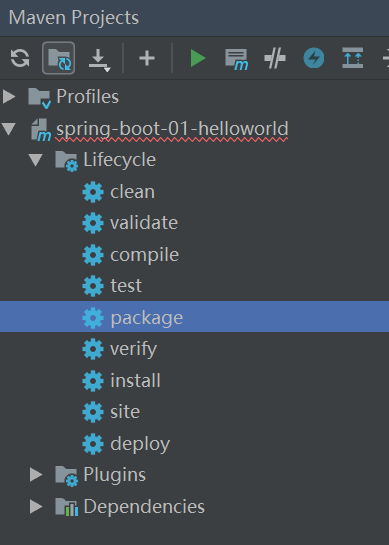 Maven Projects
Profiles
spring-boot-01-helloworld
Lifecycle
clean
validate
compile
test
package
verify
install
site
deploy
Plugins
Dependencies